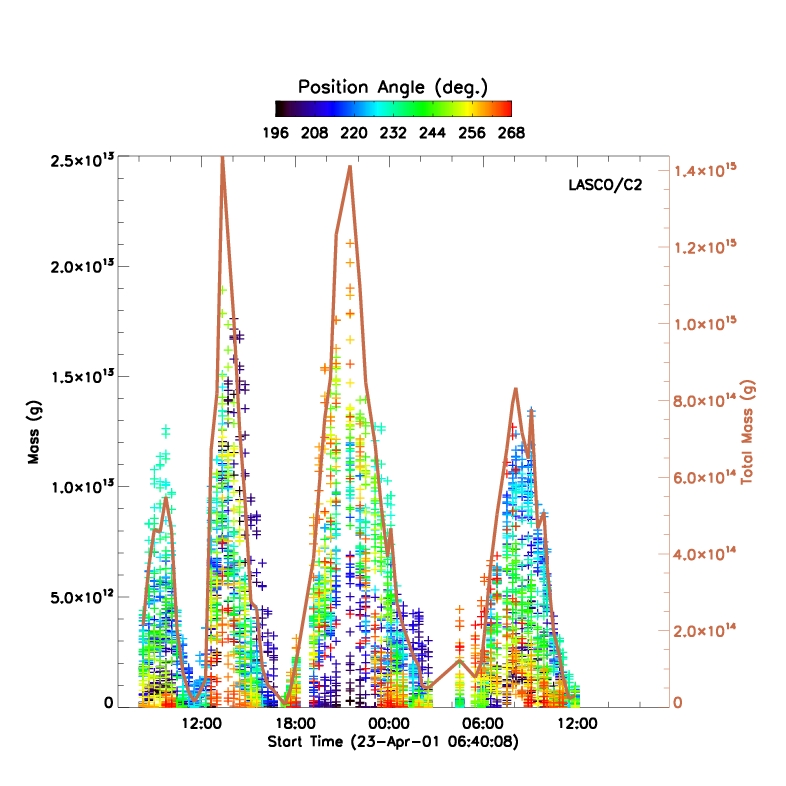 Position Angle (deg.)
196 208 220 232 244 256 268
LASCO/C2
2.5×10¹³
2.0×10¹³
1.5×10¹³
1.0×10¹³
5.0×10¹²
0
Mass (g)
1.4×10¹⁵
1.2×10¹⁵
1.0×10¹⁵
8.0×10¹⁴
6.0×10¹⁴
4.0×10¹⁴
2.0×10¹⁴
0
Total Mass (g)
12:00 18:00 00:00 06:00 12:00
Start Time (23-Apr-01 06:40:08)